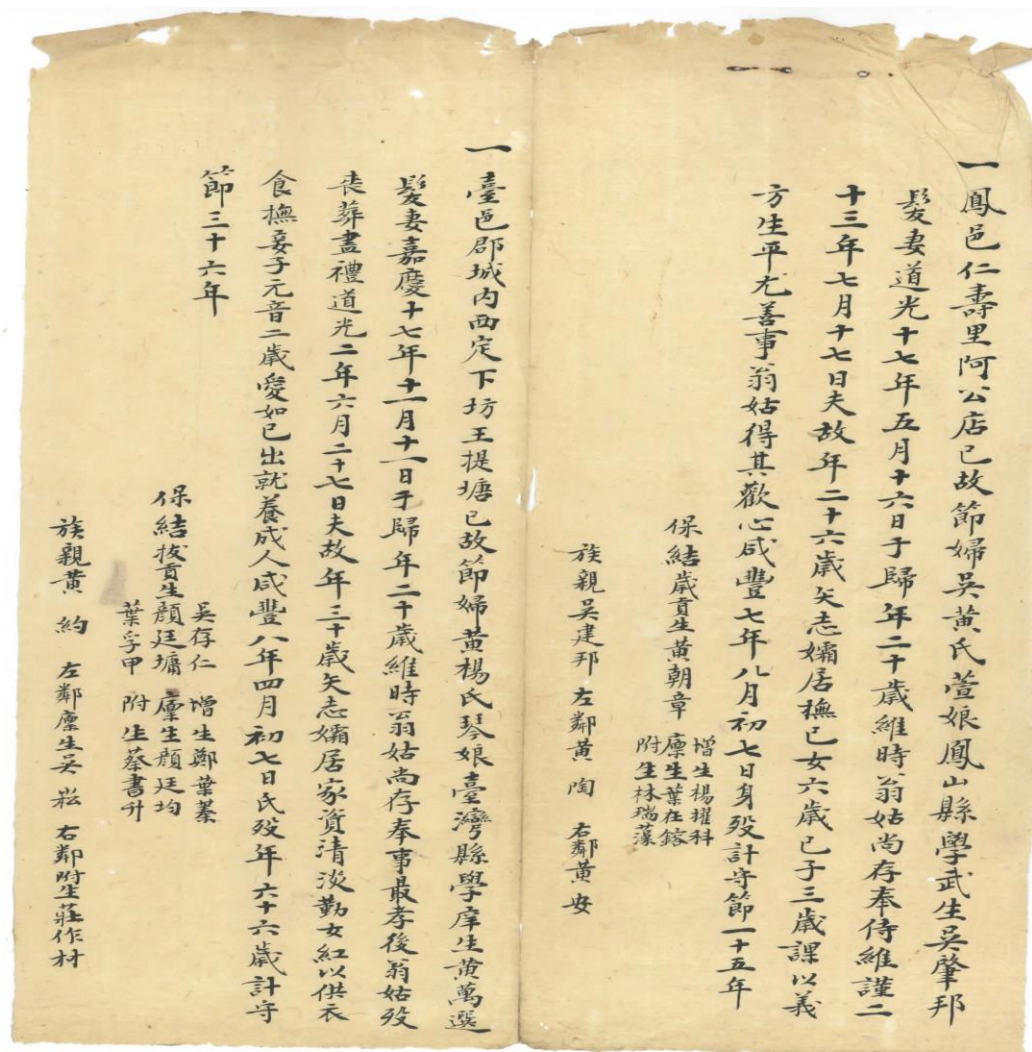 一鳳邑仁壽里阿公店已故節婦吳黃氏萱娘鳳山縣學武生吳肇邦
髮妻道光十七年五月十六日于歸年二十歲維時翁姑尚存奉侍維謹二
十三年七月十七日夫故年二十六歲矢志孀居撫已女六歲已子三歲課以義
方生平尤善事翁姑得其歡心咸豐七年八月初七日身歿計守節一十五年
保結歲貢生黃朝章
增生楊擢科
廩生葉在鎔
附生林瑞藻
族親吳建邦 左鄰黃陶 右鄰黃安
一臺邑郡城內西定下坊王提塘已故節婦黃楊氏琴娘臺灣縣學庠生黃萬選
髮妻嘉慶十七年十一月十一日于歸年二十歲維時翁姑尚存奉事最孝後翁姑歿
丧葬盡禮道光二年六月二十七日夫故年三十歲矢志孀居家資清淡勤女紅以供衣
食撫妾子元音二歲愛如已出就養成人咸豐八年四月初七日氏歿年六十六歲計守
節三十六年
保結拔貢生顏廷墉
吳存仁 增生鄭葉蓁
廩生顏廷均
葉孚甲 附生蔡書升
族親黃約 左鄰廩生吳崧 右鄰附生莊作材